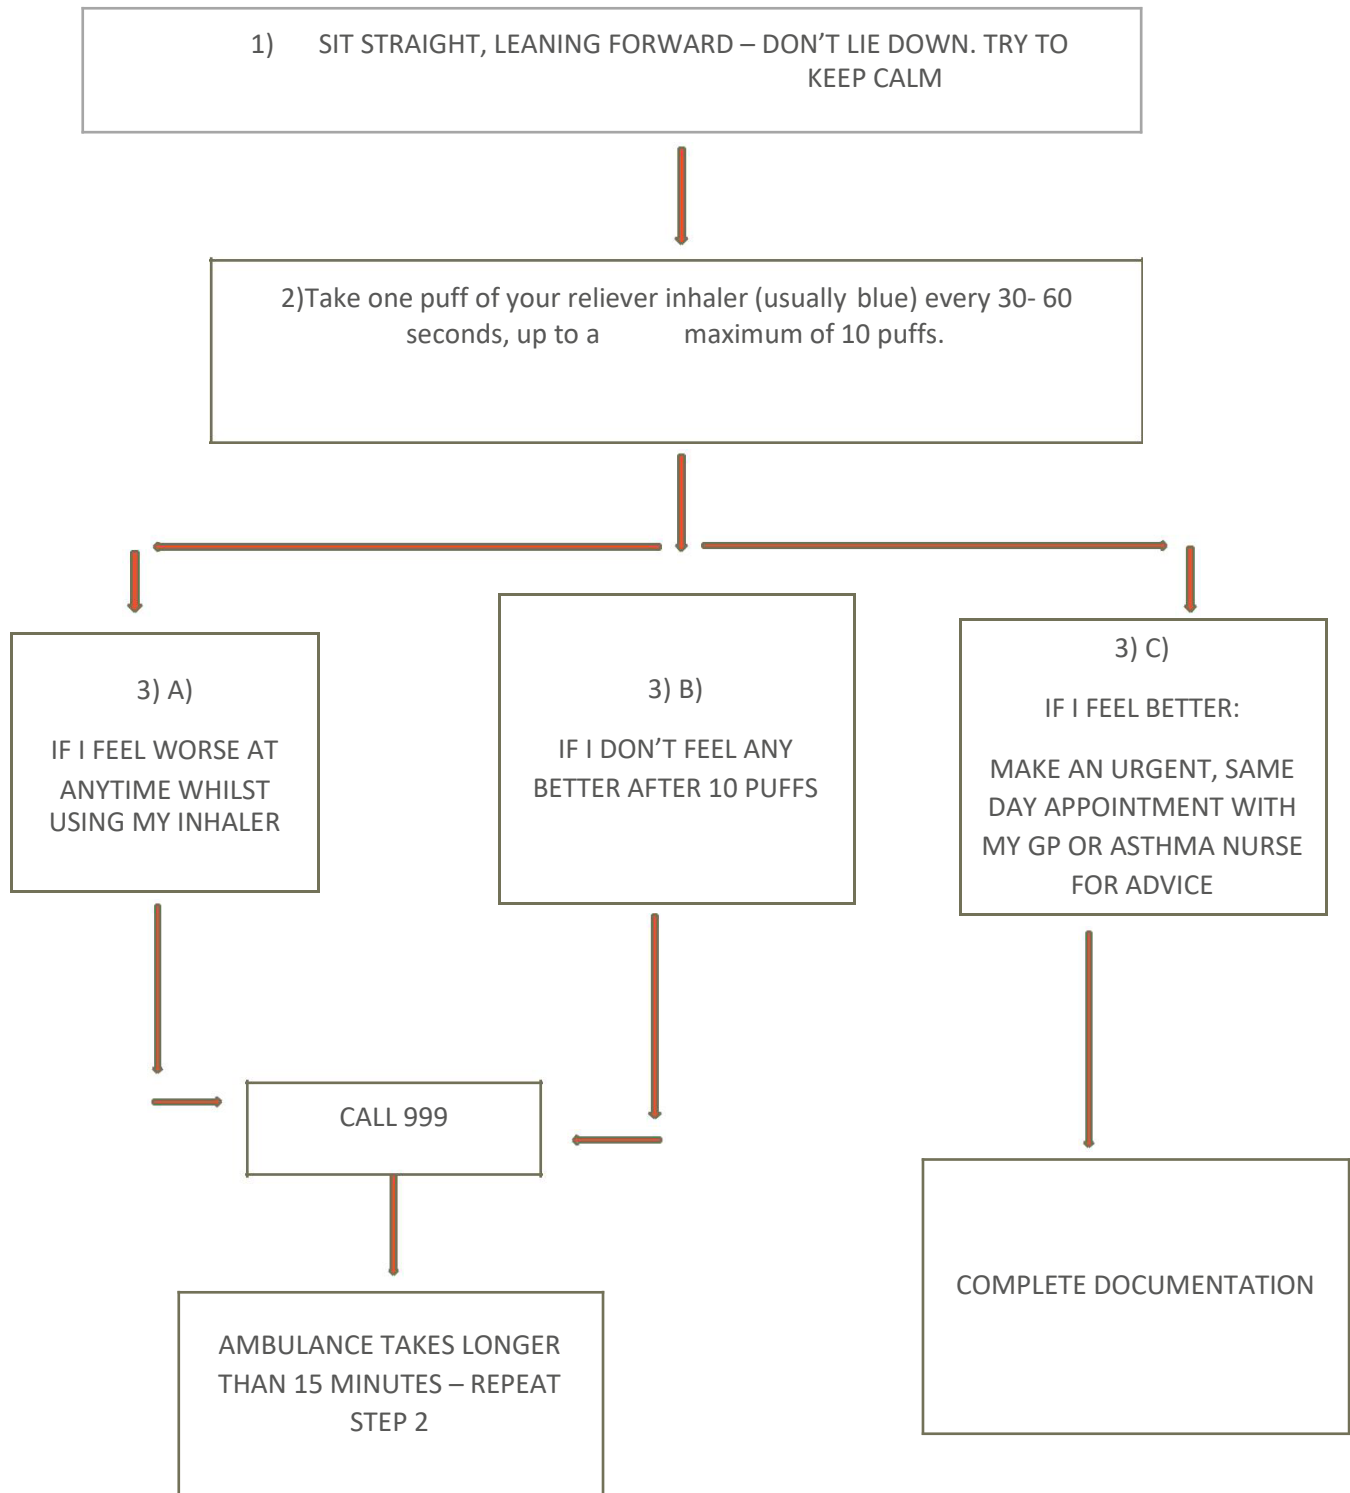 1) SIT STRAIGHT, LEANING FORWARD – DON’T LIE DOWN. TRY TO
KEEP CALM
2)Take one puff of your reliever inhaler (usually blue) every 30- 60
seconds, up to a maximum of 10 puffs.
3) A)
IF I FEEL WORSE AT
ANYTIME WHILST
USING MY INHALER
3) B)
IF I DON’T FEEL ANY
BETTER AFTER 10 PUFFS
3) C)
IF I FEEL BETTER:
MAKE AN URGENT, SAME
DAY APPOINTMENT WITH
MY GP OR ASTHMA NURSE
FOR ADVICE
CALL 999
COMPLETE DOCUMENTATION
AMBULANCE TAKES LONGER
THAN 15 MINUTES – REPEAT
STEP 2